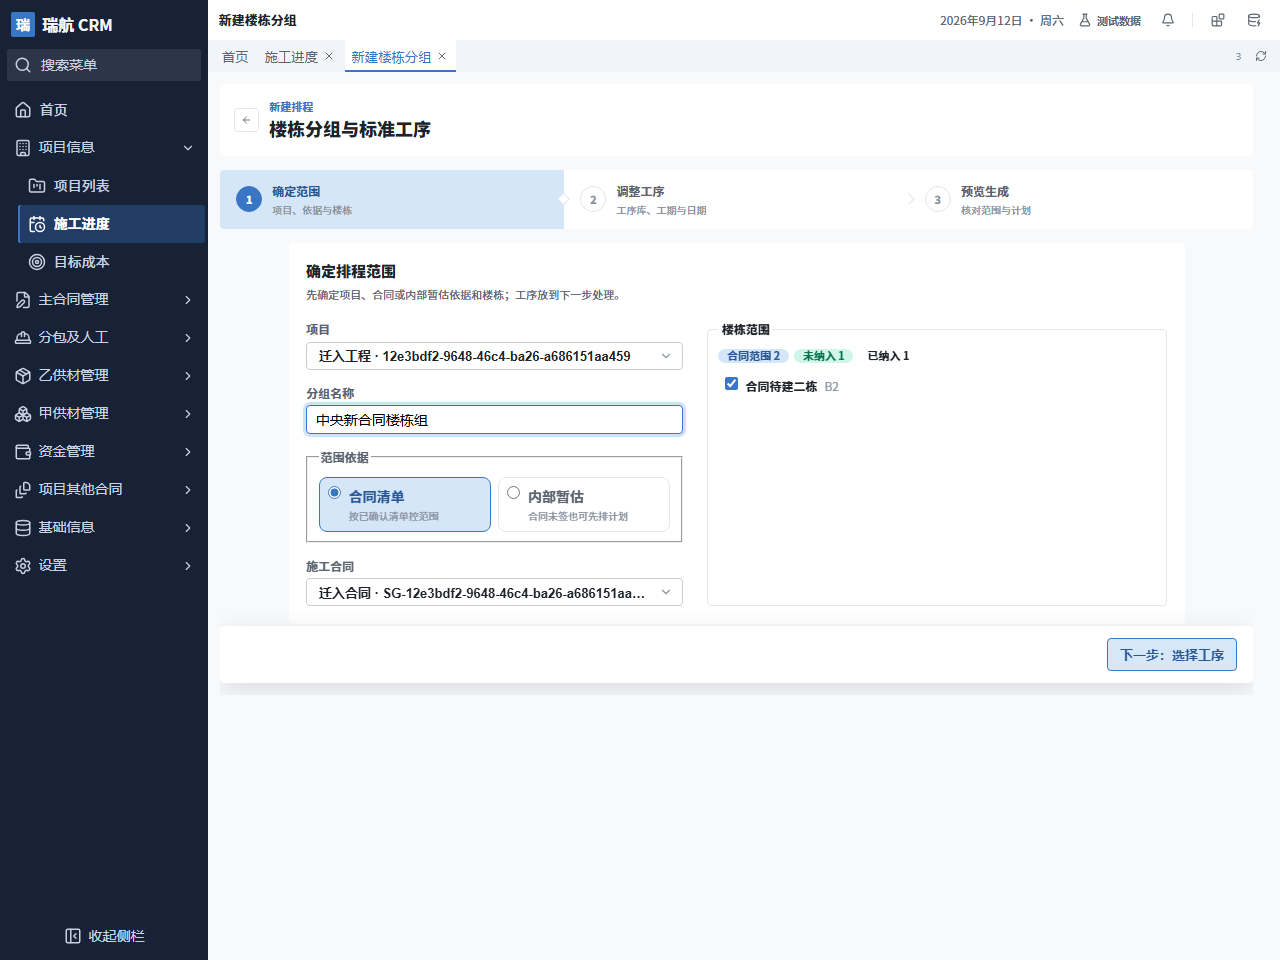 瑞 瑞航 CRM
搜索菜单
首页
项目信息
项目列表
施工进度
目标成本
主合同管理
分包及人工
乙供材管理
甲供材管理
资金管理
项目其他合同
基础信息
设置
收起侧栏
新建楼栋分组
2026年9月12日 · 周六
测试数据
首页
施工进度
新建楼栋分组
3
新建排程
楼栋分组与标准工序
1
确定范围
项目、依据与楼栋
2
调整工序
工序库、工期与日期
3
预览生成
核对范围与计划
确定排程范围
先确定项目、合同或内部暂估依据和楼栋；工序放到下一步处理。
项目
迁入工程 · 12e3bdf2-9648-46c4-ba26-a686151aa459
分组名称
中央新合同楼栋组
范围依据
合同清单
按已确认清单控范围
内部暂估
合同未签也可先排计划
施工合同
迁入合同 · SG-12e3bdf2-9648-46c4-ba26-a686151aa...
楼栋范围
合同范围 2
未纳入 1
已纳入 1
合同待建二栋 B2
下一步：选择工序